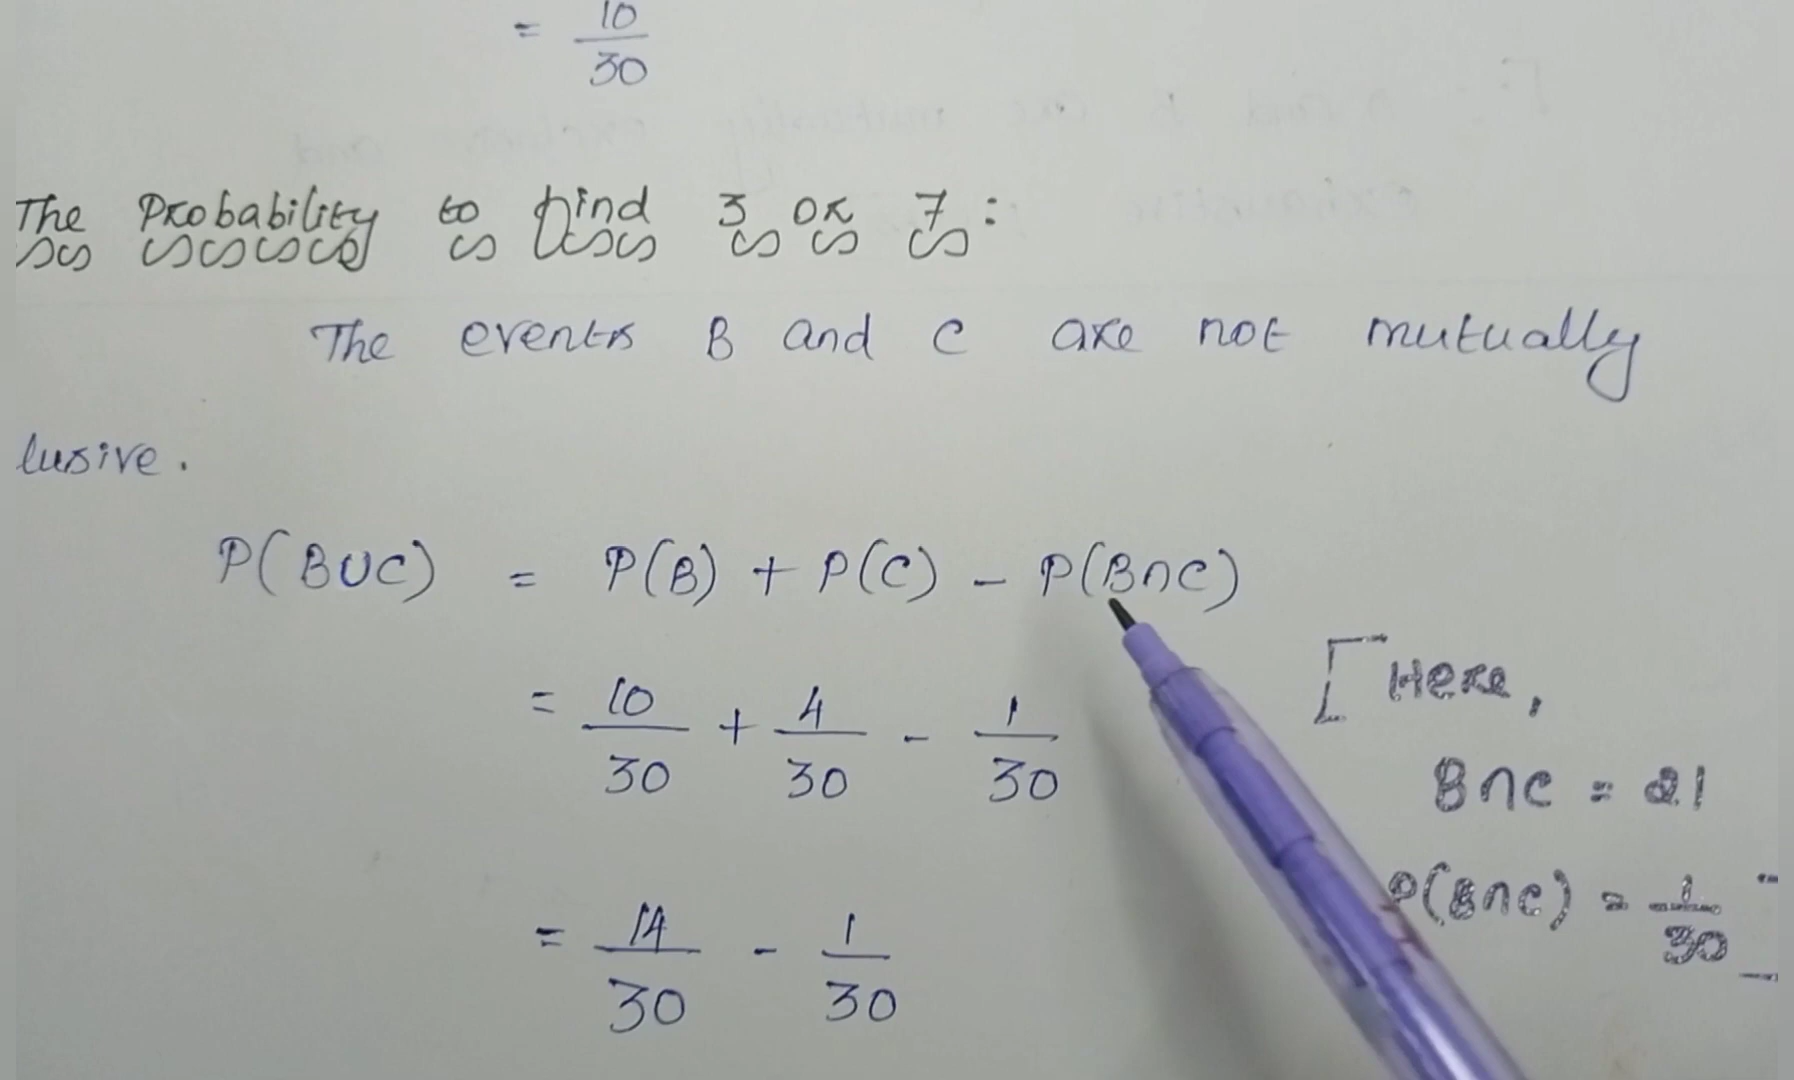 = 10/30
The Probability to find 3 or 7:
The events B and C are not mutually
lusive.
P(B∪C) = P(B) + P(C) - P(B∩C)
= 10/30 + 4/30 - 1/30
[Here,
B∩C = 21
P(B∩C) = 1/30]
= 14/30 - 1/30